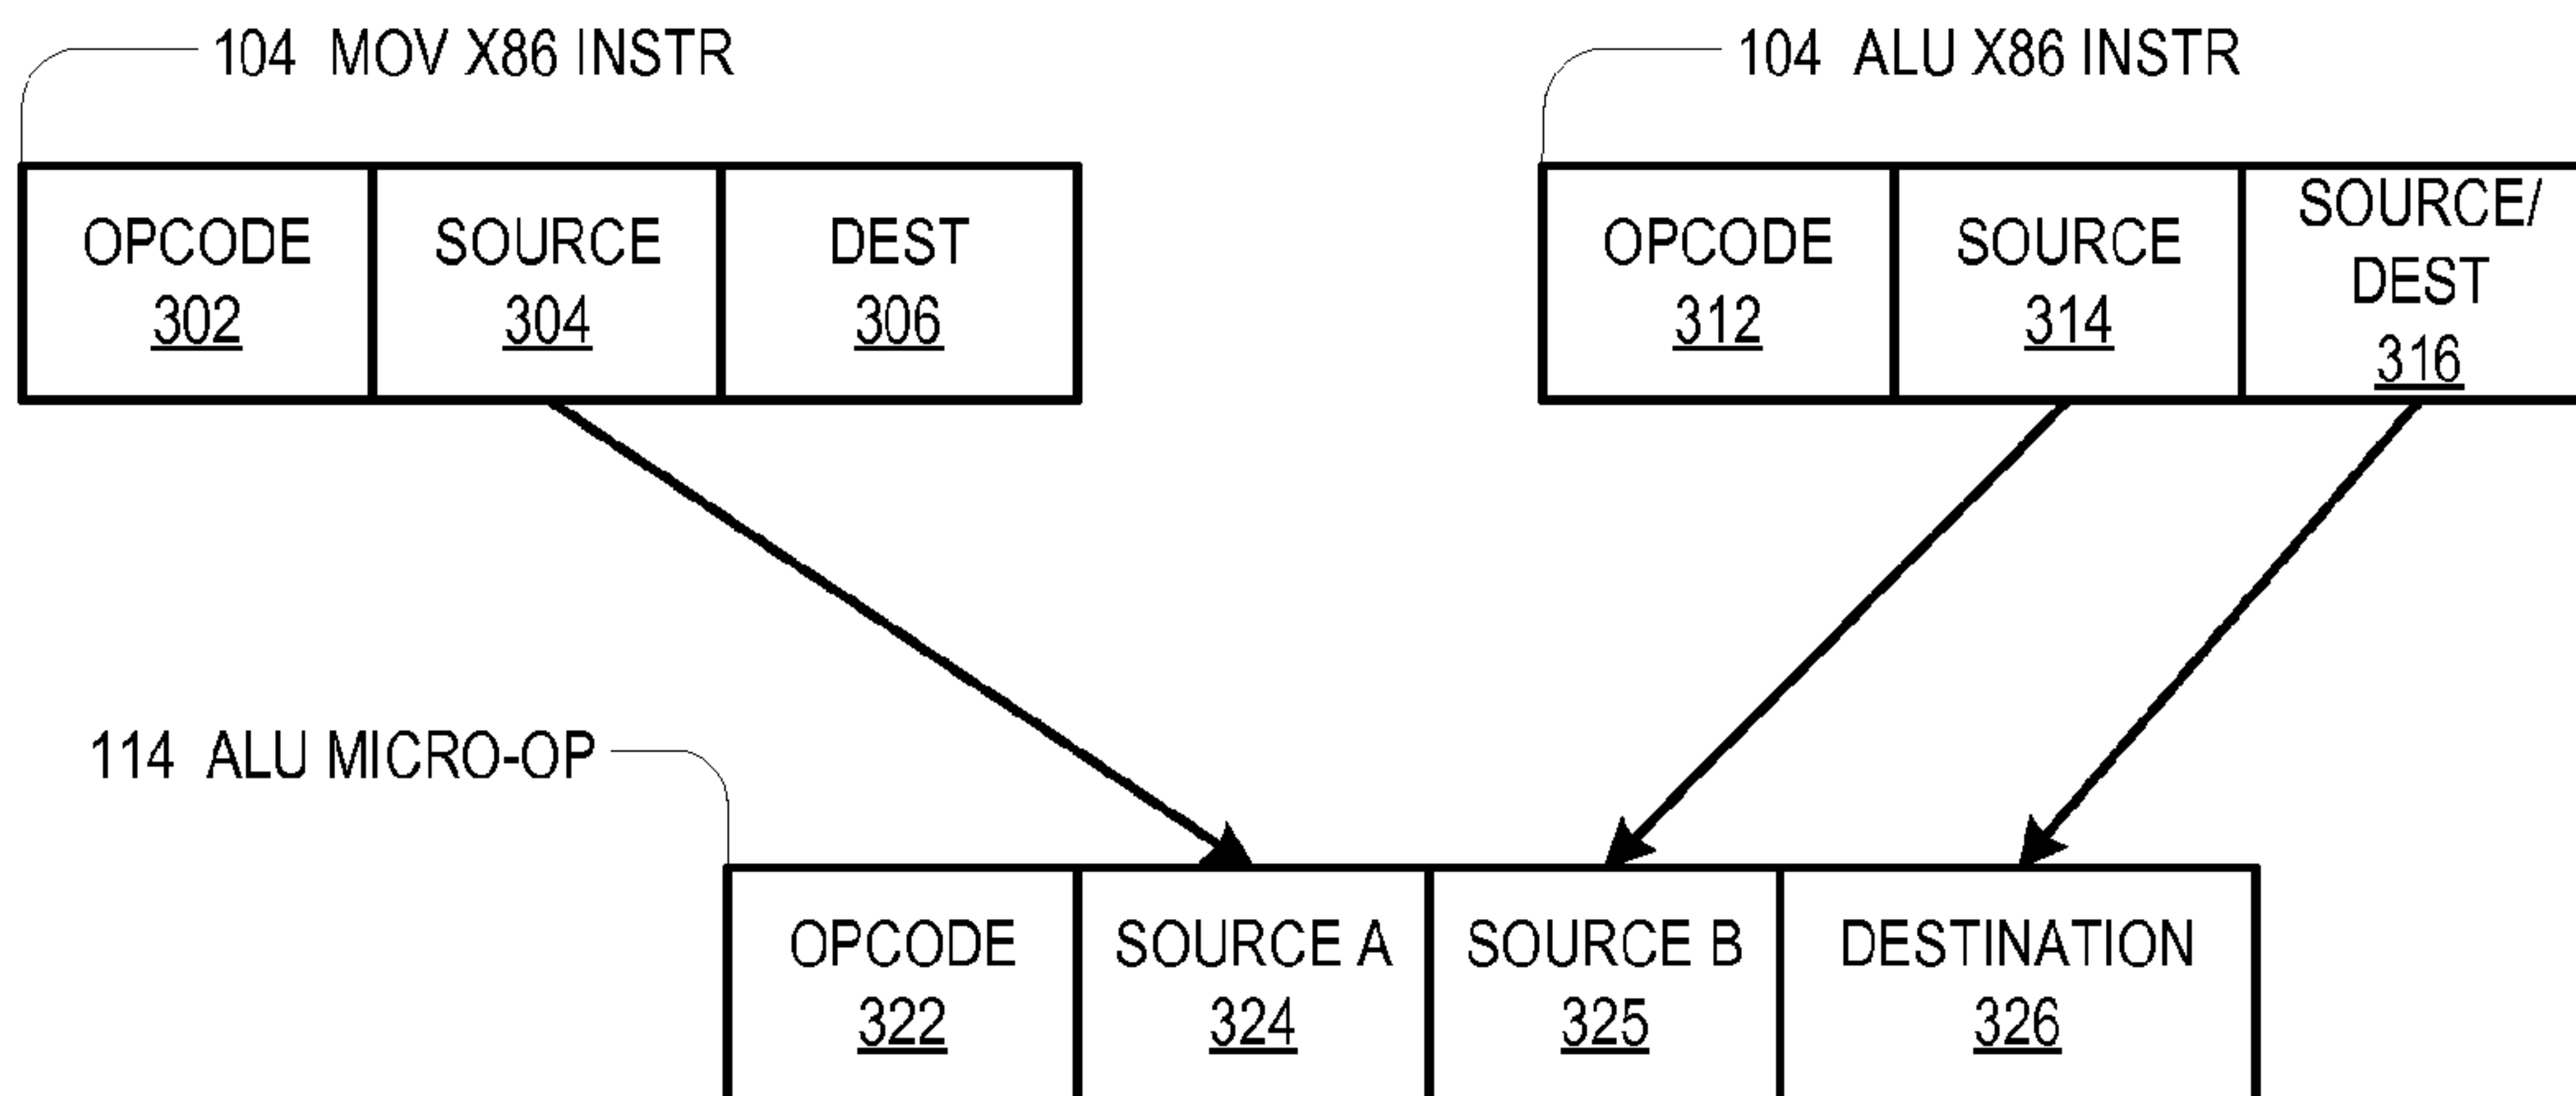 104 MOV X86 INSTR
104 ALU X86 INSTR
OPCODE
302
SOURCE
304
DEST
306
OPCODE
312
SOURCE
314
SOURCE/
DEST
316
114 ALU MICRO-OP
OPCODE
322
SOURCE A
324
SOURCE B
325
DESTINATION
326